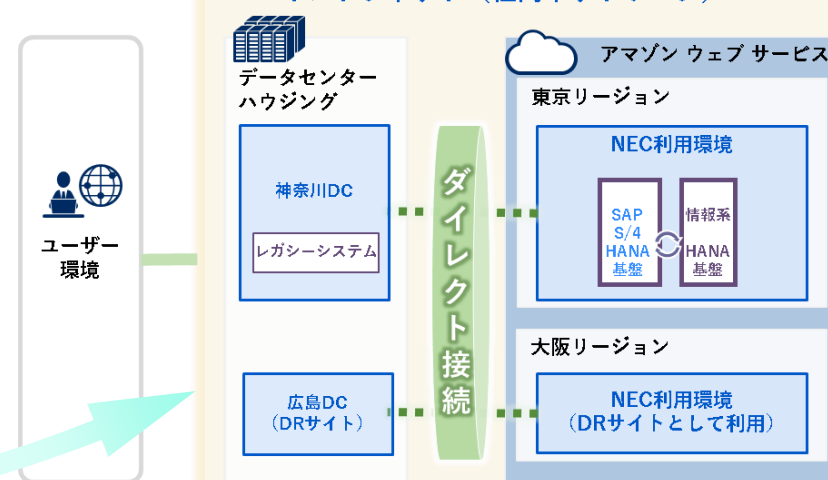 ユーザー
環境
データセンター
ハウジング
神奈川DC
レガシーシステム
広島DC
（DRサイト）
ダイレクト接続
アマゾン ウェブ サービス
東京リージョン
NEC利用環境
SAP
S/4
HANA
基盤
情報系
HANA
基盤
大阪リージョン
NEC利用環境
（DRサイトとして利用）